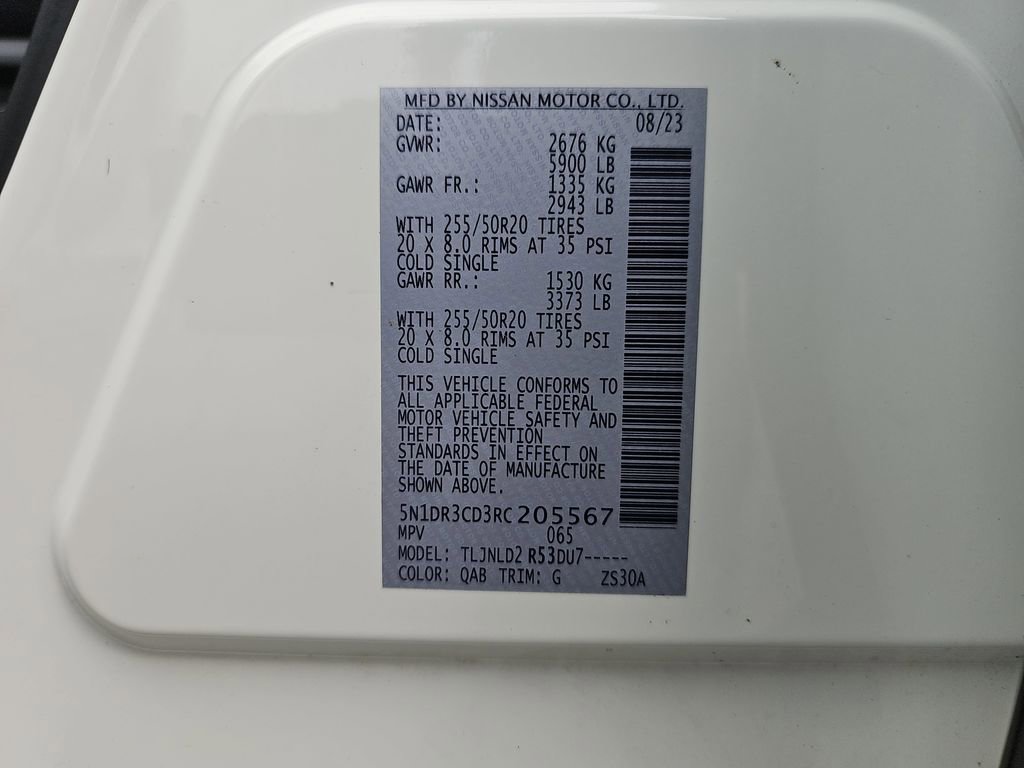 MFD BY NISSAN MOTOR CO., LTD.
DATE: 08/23
GVWR: 2676 KG
5900 LB
GAWR FR.: 1335 KG
2943 LB
WITH 255/50R20 TIRES
20 X 8.0 RIMS AT 35 PSI
COLD SINGLE
GAWR RR.: 1530 KG
3373 LB
WITH 255/50R20 TIRES
20 X 8.0 RIMS AT 35 PSI
COLD SINGLE
THIS VEHICLE CONFORMS TO
ALL APPLICABLE FEDERAL
MOTOR VEHICLE SAFETY AND
THEFT PREVENTION
STANDARDS IN EFFECT ON
THE DATE OF MANUFACTURE
SHOWN ABOVE.
5N1DR3CD3RC205567
MPV 065
MODEL: TLJNLD2 R53DU7-----
COLOR: QAB TRIM: G ZS30A